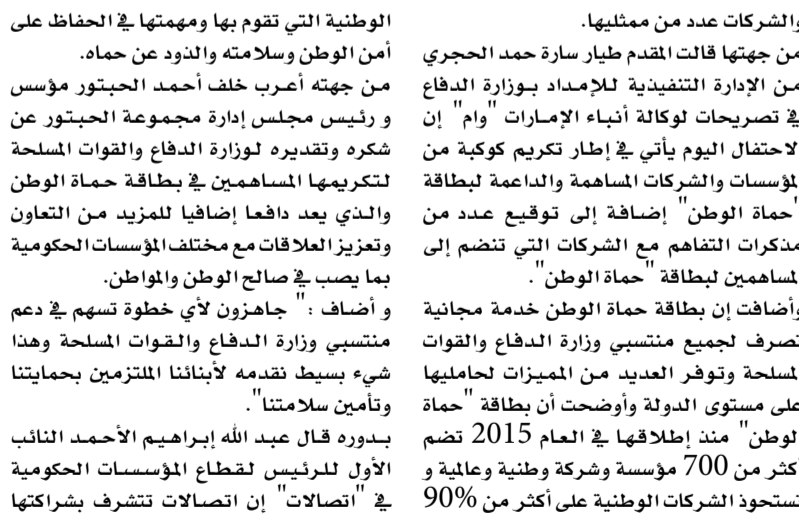 والشركات عدد من ممثليها.
من جهتها قالت المقدم طيار سارة حمد الحجري
من الإدارة التنفيذية للإمداد بوزارة الدفاع
في تصريحات لوكالة أنباء الإمارات "وام" إن
الاحتفال اليوم يأتي في إطار تكريم كوكبة من
المؤسسات والشركات المساهمة والداعمة لبطاقة
"حماة الوطن" إضافة إلى توقيع عدد من
مذكرات التفاهم مع الشركات التي تنضم إلى
المساهمين لبطاقة "حماة الوطن".
وأضافت إن بطاقة حماة الوطن خدمة مجانية
تصرف لجميع منتسبي وزارة الدفاع والقوات
المسلحة وتوفر العديد من المميزات لحامليها
على مستوى الدولة وأوضحت أن بطاقة "حماة
الوطن" منذ إطلاقها في العام 2015 تضم
أكثر من 700 مؤسسة وشركة وطنية وعالمية و
تستحوذ الشركات الوطنية على أكثر من 90%
الوطنية التي تقوم بها ومهمتها في الحفاظ على
أمن الوطن وسلامته والذود عن حماه.
من جهته أعرب خلف أحمد الحبتور مؤسس
و رئيس مجلس إدارة مجموعة الحبتور عن
شكره وتقديره لوزارة الدفاع والقوات المسلحة
لتكريمها المساهمين في بطاقة حماة الوطن
والذي يعد دافعا إضافيا للمزيد من التعاون
وتعزيز العلاقات مع مختلف المؤسسات الحكومية
بما يصب في صالح الوطن والمواطن.
و أضاف :" جاهزون لأي خطوة تسهم في دعم
منتسبي وزارة الدفاع والقوات المسلحة وهذا
شيء بسيط نقدمه لأبنائنا الملتزمين بحمايتنا
وتأمين سلامتنا".
بدوره قال عبد الله إبراهيم الأحمد النائب
الأول للرئيس لقطاع المؤسسات الحكومية
في "اتصالات" إن اتصالات تتشرف بشراكتها